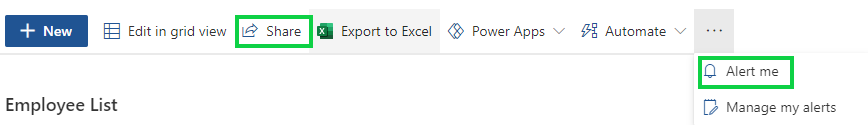 New Edit in grid view Share Export to Excel Power Apps Automate ...
Alert me
Employee List
Manage my alerts